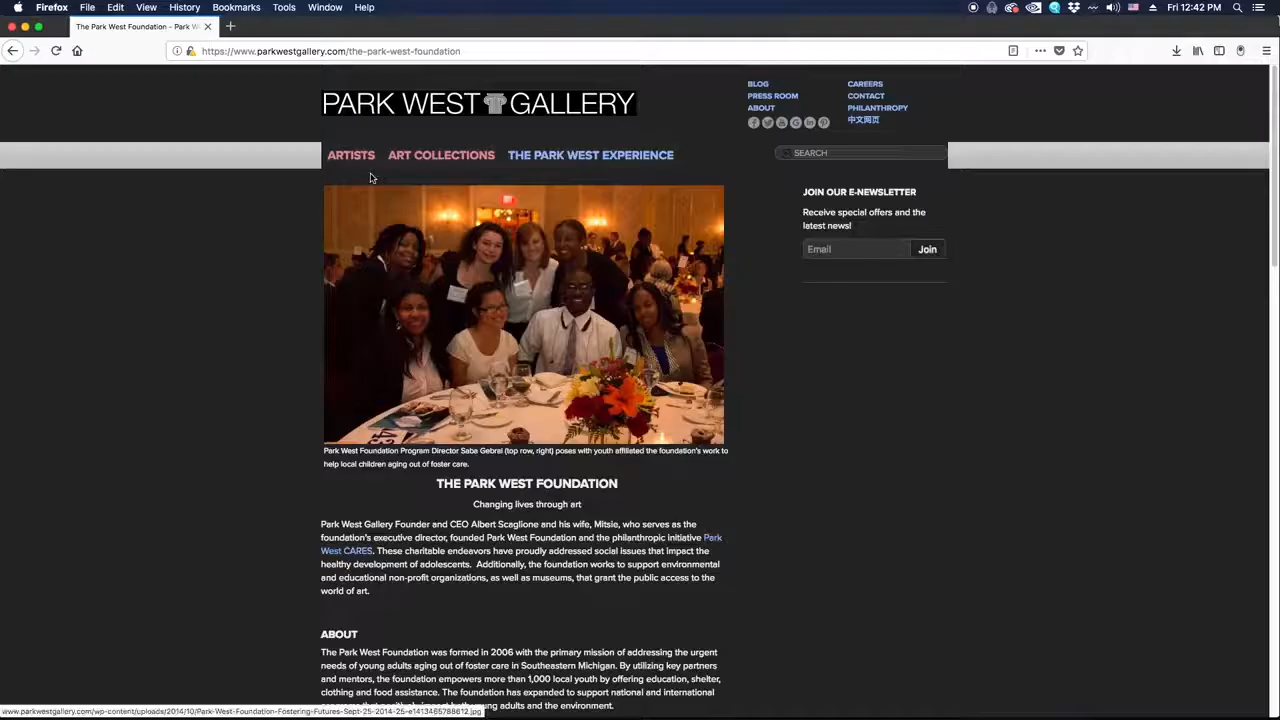 Firefox File Edit View History Bookmarks Tools Window Help
Fri 12:42 PM
The Park West Foundation - Park W
https://www.parkwestgallery.com/the-park-west-foundation
PARK WEST GALLERY
BLOG
PRESS ROOM
ABOUT
CAREERS
CONTACT
PHILANTHROPY
中文网页
ARTISTS ART COLLECTIONS THE PARK WEST EXPERIENCE
SEARCH
JOIN OUR E-NEWSLETTER
Receive special offers and the
latest news!
Email Join
Park West Foundation Program Director Saba Gebrai (top row, right) poses with youth affilisted the foundation's work to
help local children aging out of foster care.
THE PARK WEST FOUNDATION
Changing lives through art
Park West Gallery Founder and CEO Albert Scaglione and his wife, Mitsie, who serves as the
foundation's executive director, founded Park West Foundation and the philanthropic initiative Park
West CARES. These charitable endeavors have proudly addressed social issues that impact the
healthy development of adolescents. Additionally, the foundation works to support environmental
and educational non-profit organizations, as well as museums, that grant the public access to the
world of art.
ABOUT
The Park West Foundation was formed in 2006 with the primary mission of addressing the urgent
needs of young adults aging out of foster care in Southeastern Michigan. By utilizing key partners
and mentors, the foundation empowers more than 1,000 local youth by offering education, shelter,
clothing and food assistance. The foundation has expanded to support national and international
adults and the environment.
www.parkwestgallery.com/wp-content/uploads/2014/10/Park-West-Foundation-Fostering-Futures-Sept-25-2014-25-e1413465788612.jpg